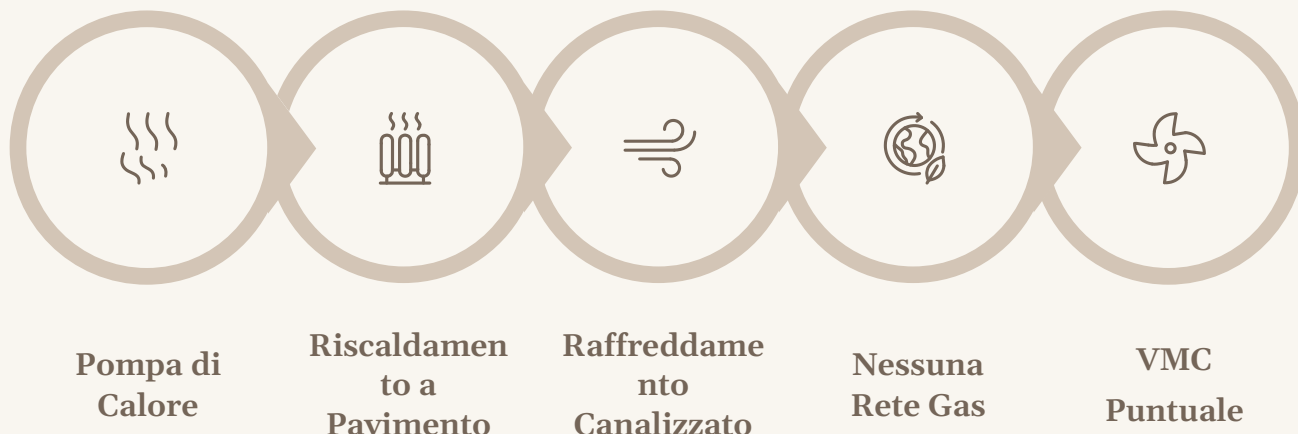 Pompa di
Calore
Riscaldamen
to a
Pavimento
Raffreddame
nto
Canalizzato
Nessuna
Rete Gas
VMC
Puntuale